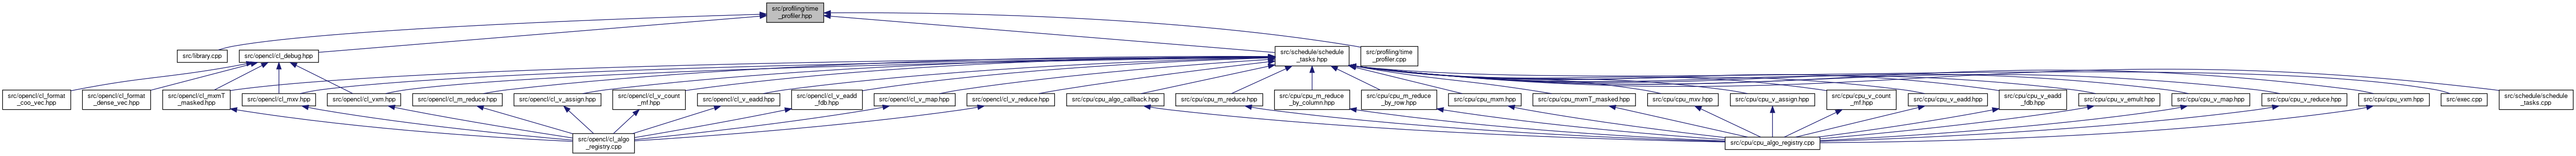 src/profiling/time
_profiler.hpp
src/library.cpp
src/opencl/cl_debug.hpp
src/schedule/schedule
_tasks.hpp
src/profiling/time
_profiler.cpp
src/opencl/cl_format
_coo_vec.hpp
src/opencl/cl_format
_dense_vec.hpp
src/opencl/cl_mxmT
_masked.hpp
src/opencl/cl_mxv.hpp
src/opencl/cl_vxm.hpp
src/opencl/cl_m_reduce.hpp
src/opencl/cl_v_assign.hpp
src/opencl/cl_v_count
_mf.hpp
src/opencl/cl_v_eadd.hpp
src/opencl/cl_v_eadd
_fdb.hpp
src/opencl/cl_v_map.hpp
src/opencl/cl_v_reduce.hpp
src/cpu/cpu_algo_callback.hpp
src/cpu/cpu_m_reduce.hpp
src/cpu/cpu_m_reduce
_by_column.hpp
src/cpu/cpu_m_reduce
_by_row.hpp
src/cpu/cpu_mxm.hpp
src/cpu/cpu_mxmT_masked.hpp
src/cpu/cpu_mxv.hpp
src/cpu/cpu_v_assign.hpp
src/cpu/cpu_v_count
_mf.hpp
src/cpu/cpu_v_eadd.hpp
src/cpu/cpu_v_eadd
_fdb.hpp
src/cpu/cpu_v_emult.hpp
src/cpu/cpu_v_map.hpp
src/cpu/cpu_v_reduce.hpp
src/cpu/cpu_vxm.hpp
src/exec.cpp
src/schedule/schedule
_tasks.cpp
src/opencl/cl_algo
_registry.cpp
src/cpu/cpu_algo_registry.cpp